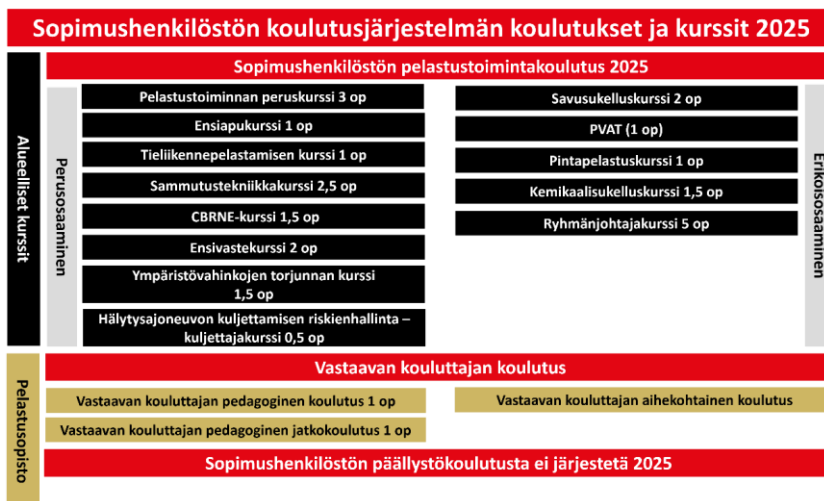 Sopimushenkilöstön koulutusjärjestelmän koulutukset ja kurssit 2025
Alueelliset kurssit
Sopimushenkilöstön pelastustoimintakoulutus 2025
Perusosaaminen
Pelastustoiminnan peruskurssi 3 op
Ensiapukurssi 1 op
Tieliikennepelastamisen kurssi 1 op
Sammutustekniikkakurssi 2,5 op
CBRNE-kurssi 1,5 op
Ensivastekurssi 2 op
Ympäristövahinkojen torjunnan kurssi
1,5 op
Hälytysajoneuvon kuljettamisen riskienhallinta –
kuljettajakurssi 0,5 op
Savusukelluskurssi 2 op
PVAT (1 op)
Pintapelastuskurssi 1 op
Kemikaalisukelluskurssi 1,5 op
Ryhmänjohtajakurssi 5 op
Erikoisosaaminen
Pelastusopisto
Vastaavan kouluttajan koulutus
Vastaavan kouluttajan pedagoginen koulutus 1 op
Vastaavan kouluttajan pedagoginen jatkokoulutus 1 op
Vastaavan kouluttajan aihekohtainen koulutus
Sopimushenkilöstön päällystökoulutusta ei järjestetä 2025